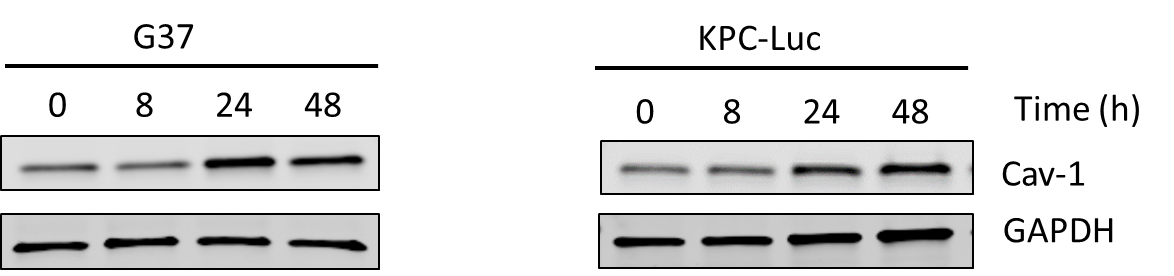 G37
KPC-Luc
0 8 24 48
0 8 24 48 Time (h)
Cav-1
GAPDH